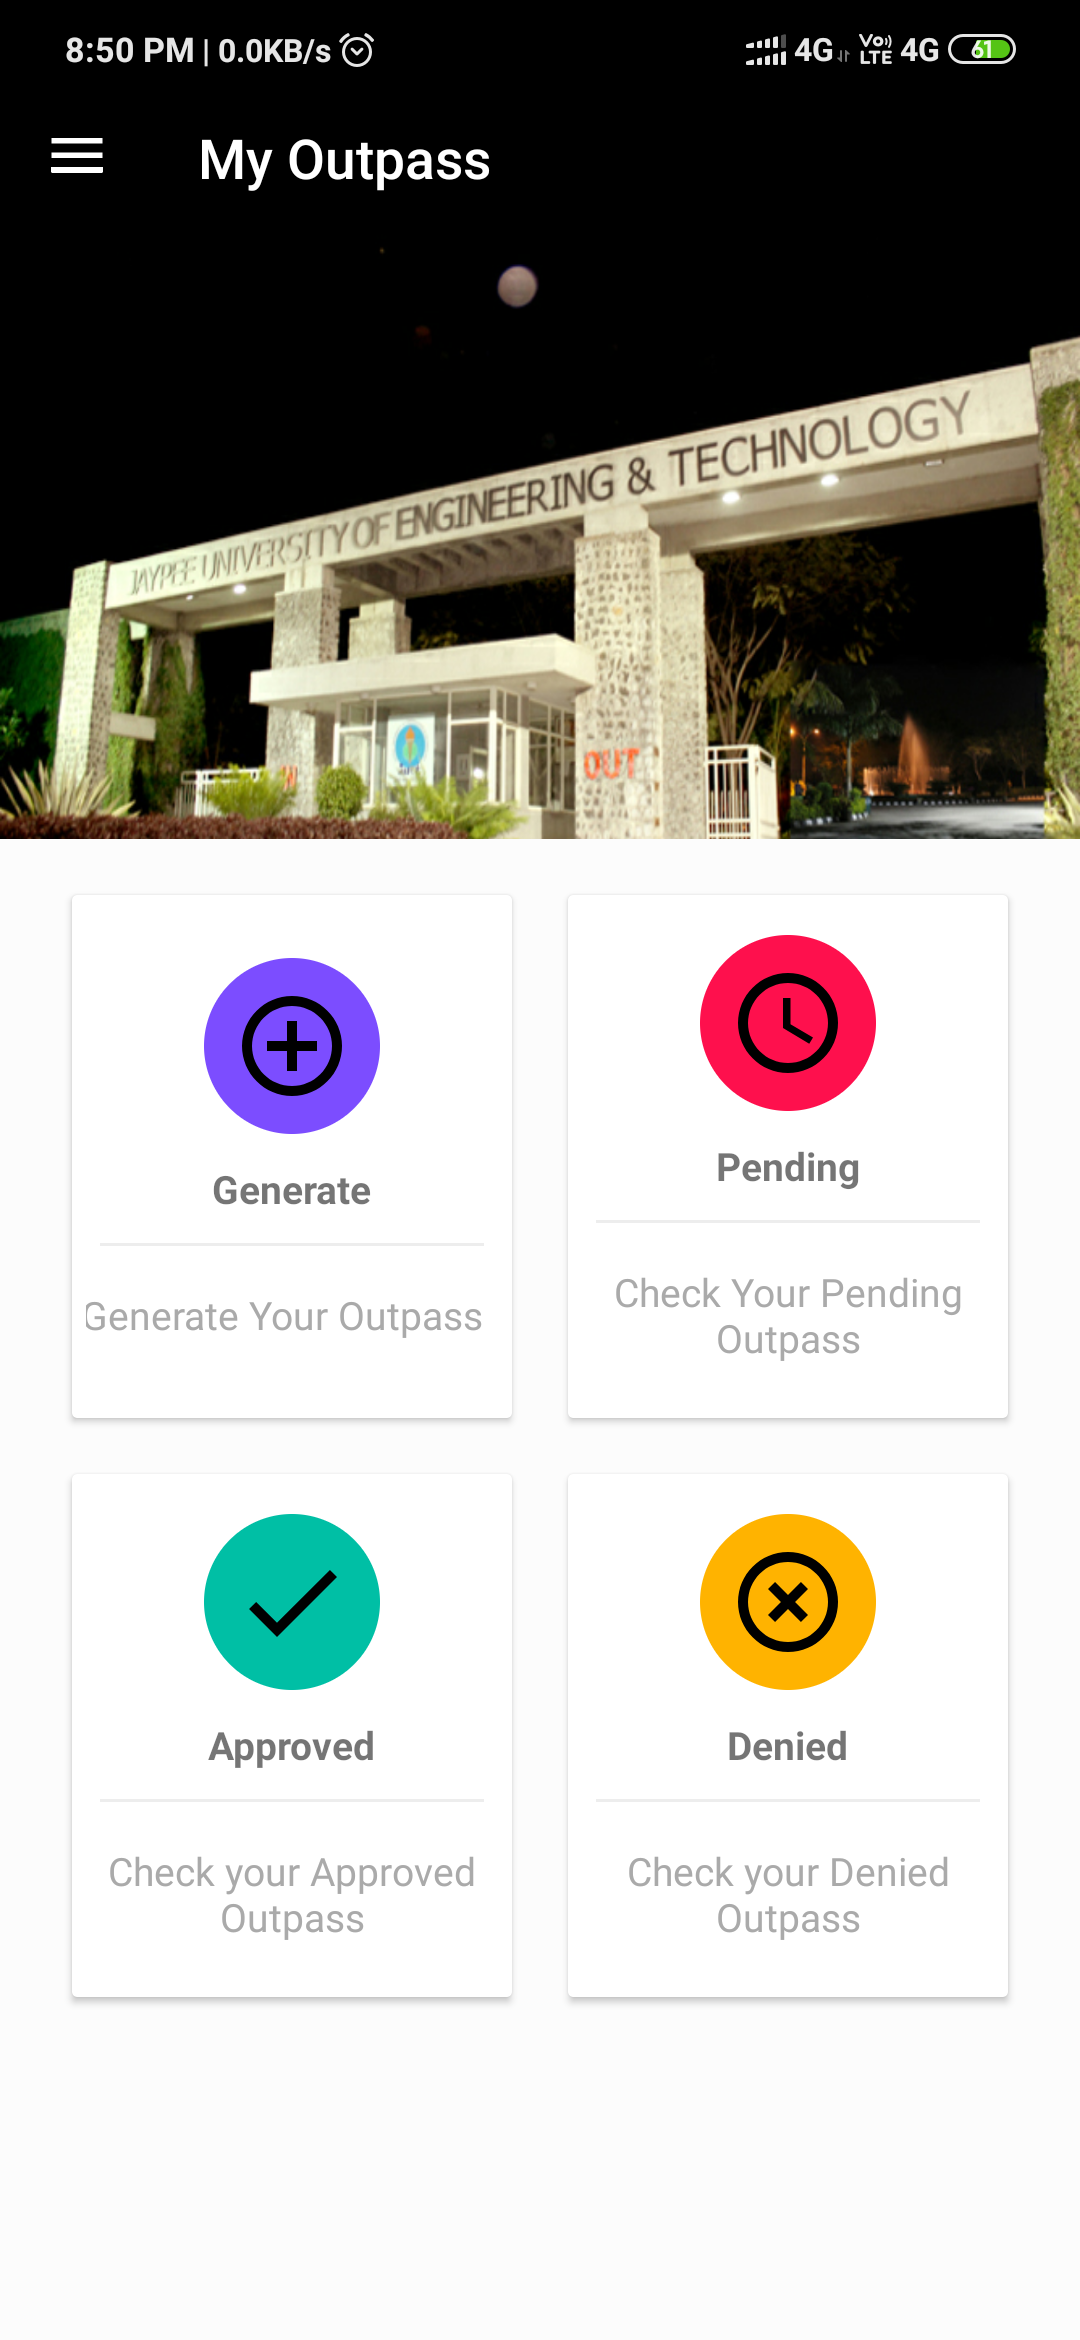 8:50 PM | 0.0KB/s 4G Vo)) LTE 4G 61
My Outpass
JAYPEE UNIVERSITY OF ENGINEERING & TECHNOLOGY
OUT
Generate
Generate Your Outpass
Pending
Check Your Pending
Outpass
Approved
Check your Approved
Outpass
Denied
Check your Denied
Outpass